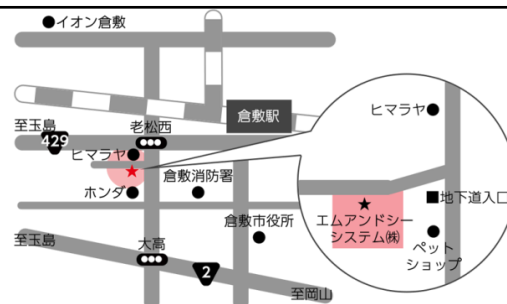 イオン倉敷
倉敷駅
至玉島
429
老松西
ヒマラヤ
ホンダ
倉敷消防署
倉敷市役所
至玉島
大高
2
至岡山
ヒマラヤ
地下道入口
エムアンドシー
システム㈱
ペット
ショップ